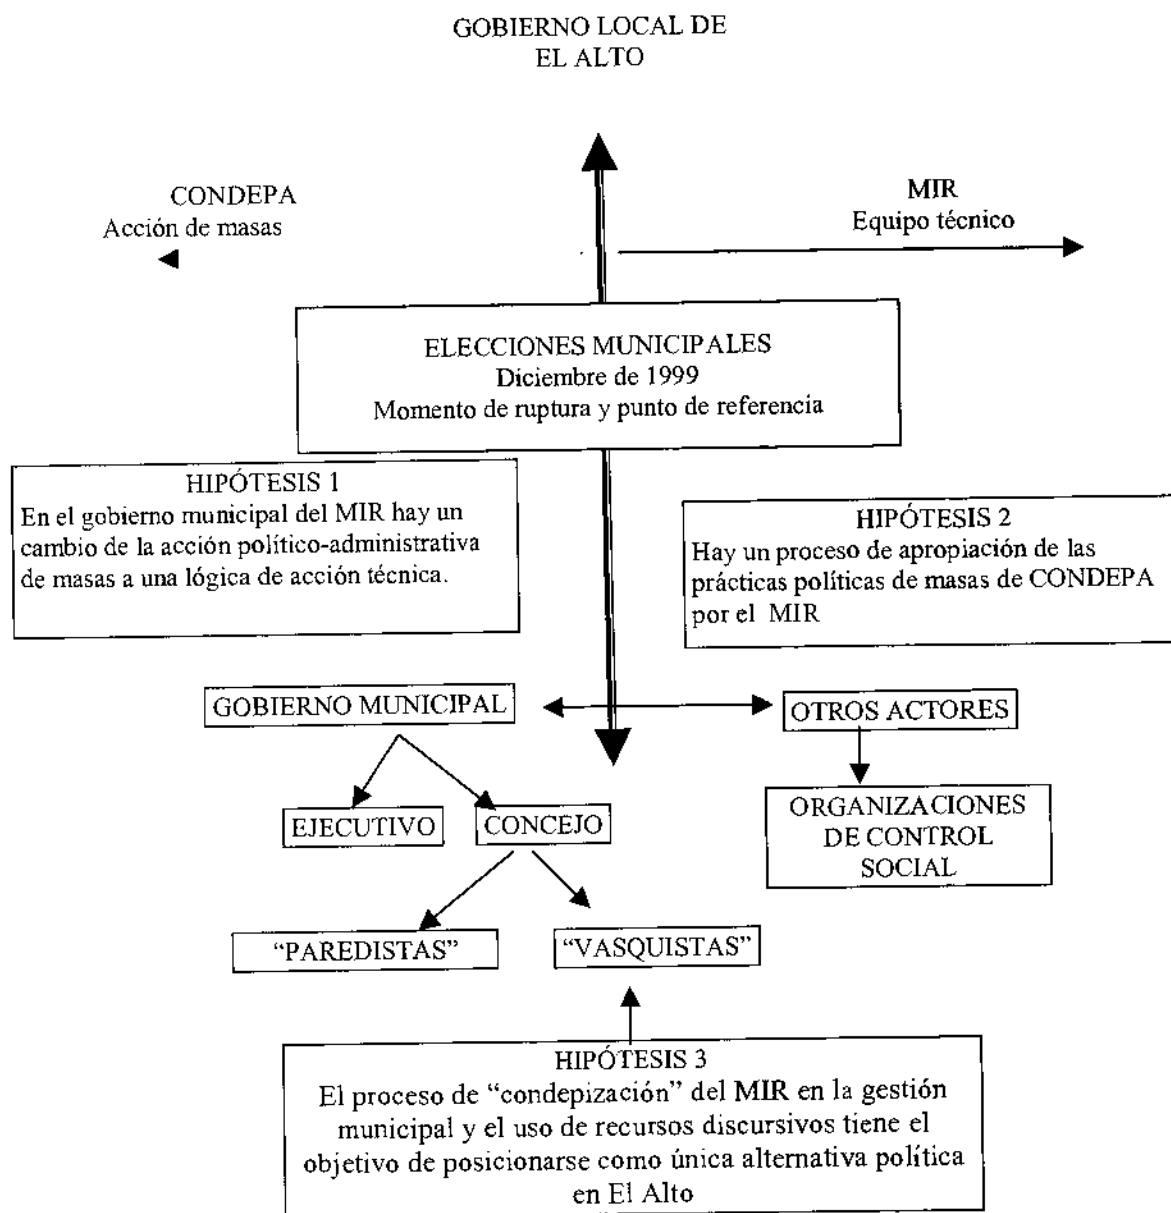 GOBIERNO LOCAL DE
EL ALTO
CONDEPA
Acción de masas
MIR
Equipo técnico
ELECCIONES MUNICIPALES
Diciembre de 1999
Momento de ruptura y punto de referencia
HIPÓTESIS 1
En el gobierno municipal del MIR hay un
cambio de la acción político-administrativa
de masas a una lógica de acción técnica.
HIPÓTESIS 2
Hay un proceso de apropiación de las
prácticas políticas de masas de CONDEPA
por el MIR
GOBIERNO MUNICIPAL
OTROS ACTORES
EJECUTIVO
CONCEJO
ORGANIZACIONES
DE CONTROL
SOCIAL
“PAREDISTAS”
“VASQUISTAS”
HIPÓTESIS 3
El proceso de “condepización” del MIR en la gestión
municipal y el uso de recursos discursivos tiene el
objetivo de posicionarse como única alternativa política
en El Alto